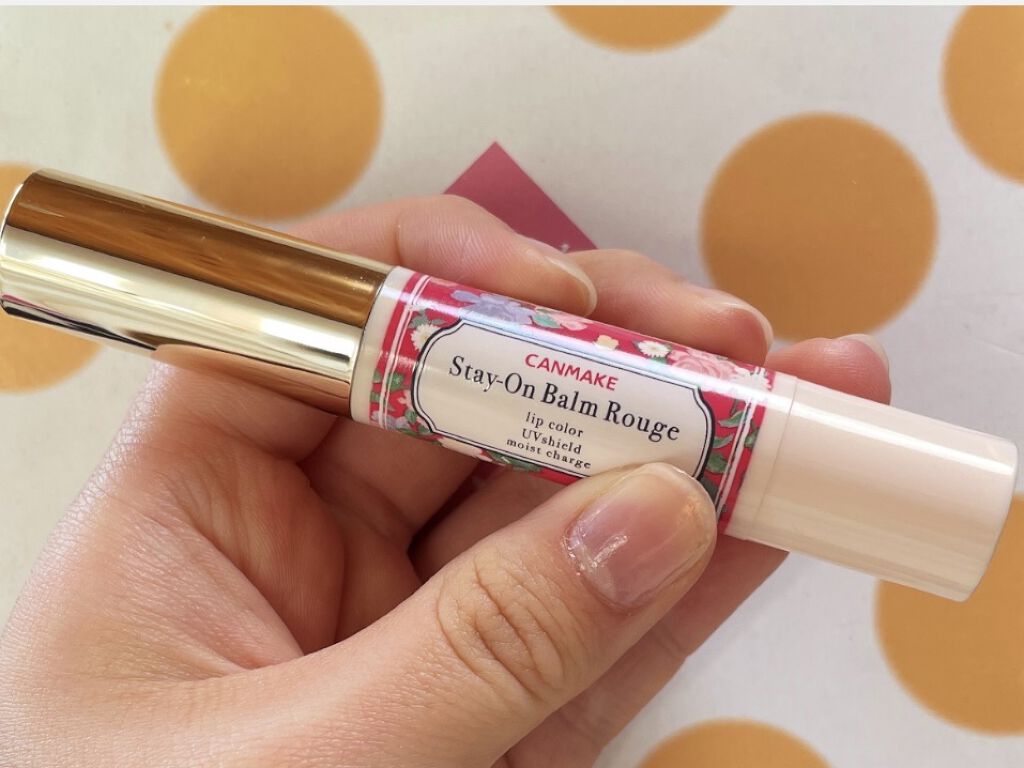 CANMAKE
Stay-On Balm Rouge
lip color
UVshield
moist charge